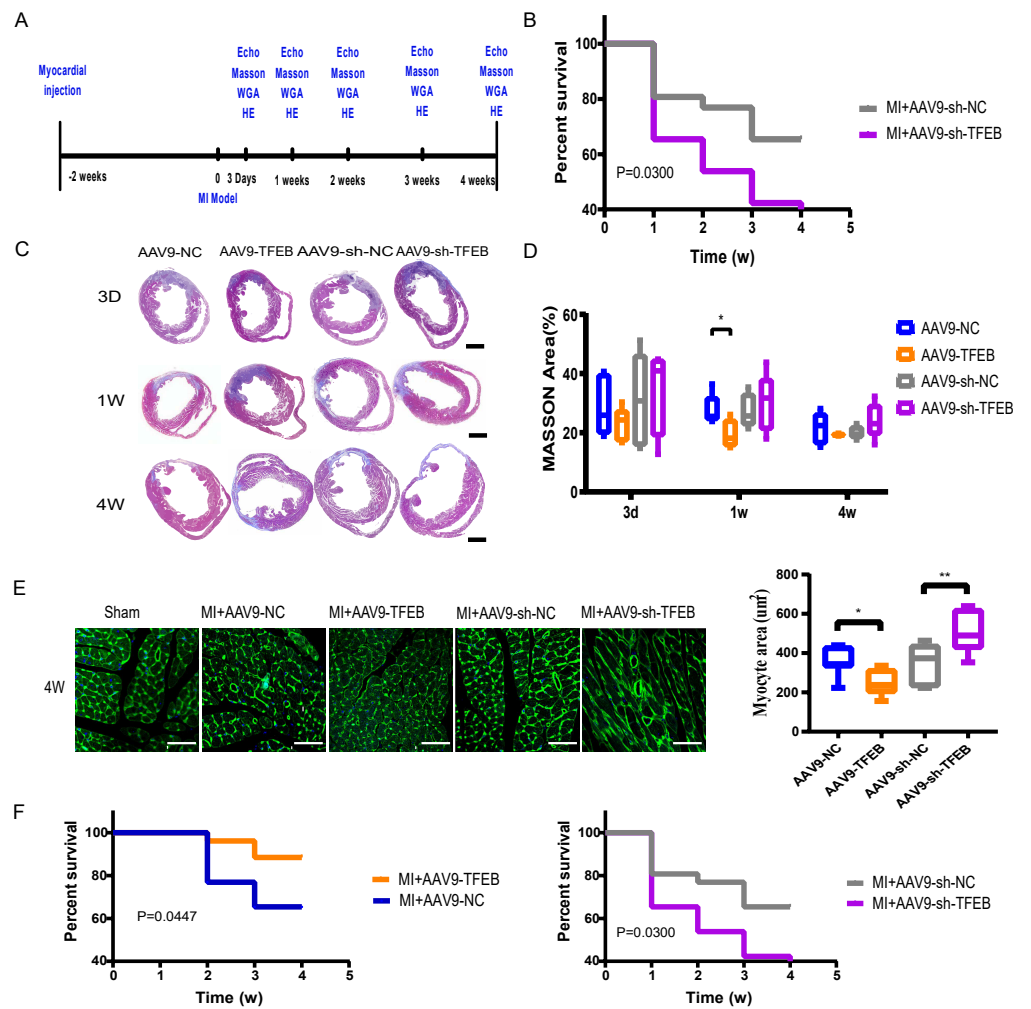 A
Myocardial
injection
Echo
Masson
WGA
HE
Echo
Masson
WGA
HE
Echo
Masson
WGA
HE
Echo
Masson
WGA
HE
Echo
Masson
WGA
HE
-2 weeks
0
3 Days
1 weeks
2 weeks
3 weeks
4 weeks
MI Model
B
Percent survival
100
80
60
40
P=0.0300
0 1 2 3 4 5
Time (w)
MI+AAV9-sh-NC
MI+AAV9-sh-TFEB
C
AAV9-NC
AAV9-TFEB
AAV9-sh-NC
AAV9-sh-TFEB
3D
1W
4W
D
MASSON Area(%)
60
40
20
0
*
3d 1w 4w
AAV9-NC
AAV9-TFEB
AAV9-sh-NC
AAV9-sh-TFEB
E
Sham
MI+AAV9-NC
MI+AAV9-TFEB
MI+AAV9-sh-NC
MI+AAV9-sh-TFEB
4W
Myocyte area (um²)
800
600
400
200
0
*
**
AAV9-NC
AAV9-TFEB
AAV9-sh-NC
AAV9-sh-TFEB
F
Percent survival
100
80
60
40
P=0.0447
0 1 2 3 4 5
Time (w)
MI+AAV9-TFEB
MI+AAV9-NC
Percent survival
100
80
60
40
P=0.0300
0 1 2 3 4 5
Time (w)
MI+AAV9-sh-NC
MI+AAV9-sh-TFEB